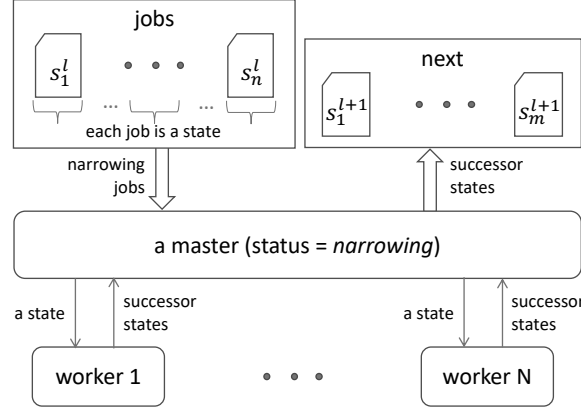 jobs
s_1^l • • • s_n^l
... ...
each job is a state
next
s_1^{l+1} • • • s_m^{l+1}
narrowing
jobs
successor
states
a master (status = narrowing)
a state
successor
states
a state
successor
states
worker 1
• • •
worker N